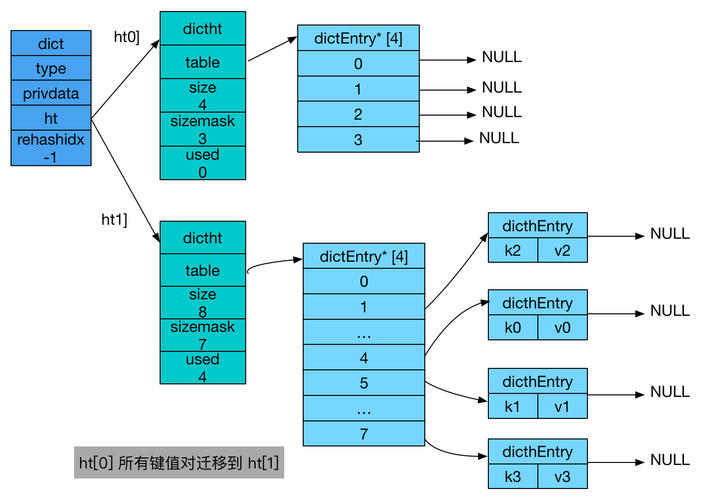 dict
type
privdata
ht
rehashidx
-1
ht0]
dictht
table
size
4
sizemask
3
used
0
dictEntry* [4]
0
1
2
3
NULL
NULL
NULL
NULL
ht1]
dictht
table
size
8
sizemask
7
used
4
dictEntry* [4]
0
1
...
4
5
...
7
dicthEntry
k2 v2
NULL
dicthEntry
k0 v0
NULL
dicthEntry
k1 v1
NULL
dicthEntry
k3 v3
NULL
ht[0] 所有键值对迁移到 ht[1]